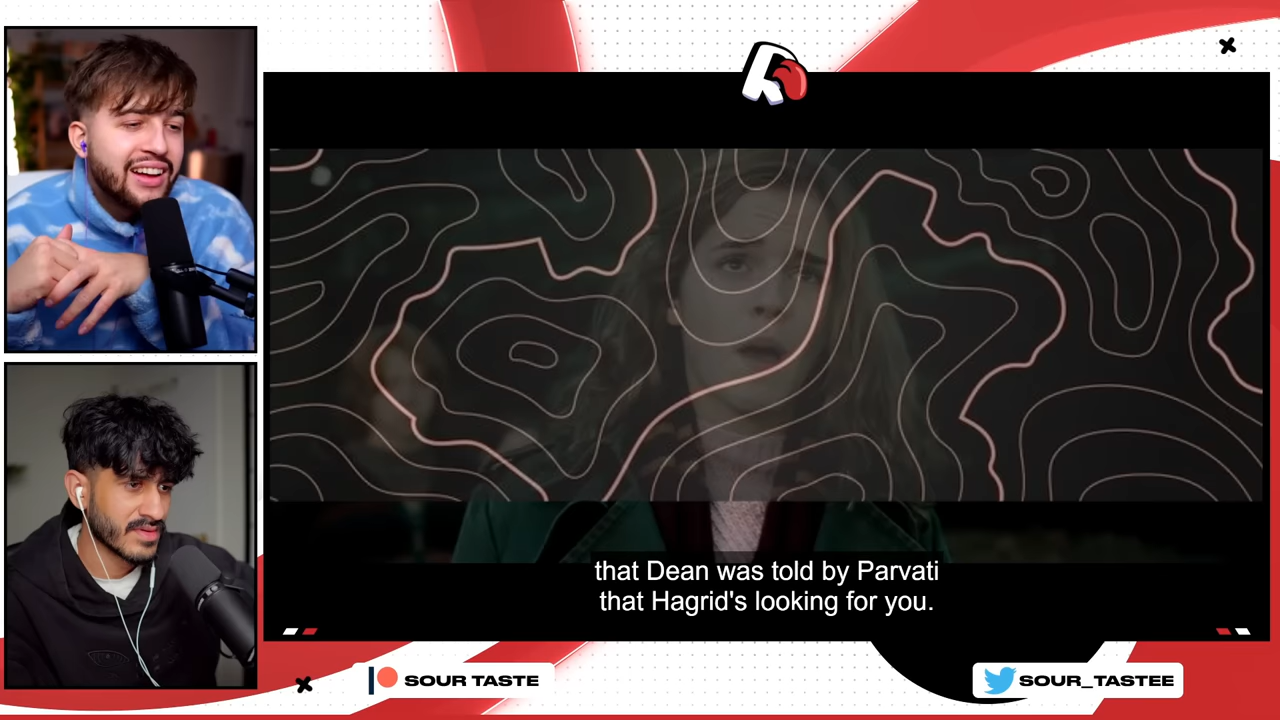 that Dean was told by Parvati
that Hagrid's looking for you.
SOUR TASTE
SOUR_TASTEE